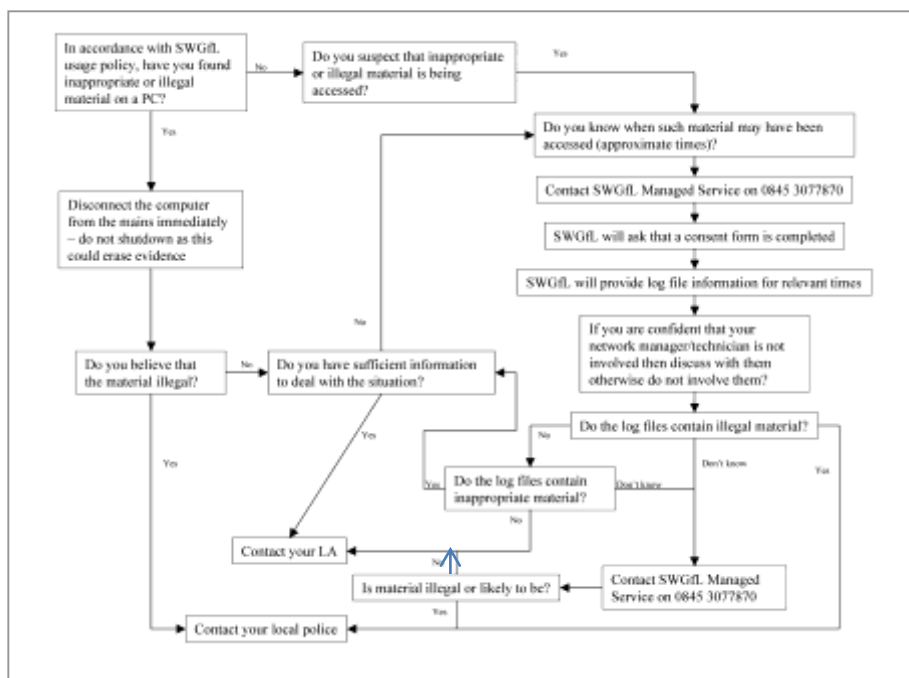 In accordance with SWGfL
usage policy, have you found
inappropriate or illegal
material on a PC?
No
Do you suspect that inappropriate
or illegal material is being
accessed?
Yes
Yes
Do you know when such material may have been
accessed (approximate times)?
Contact SWGfL Managed Service on 0845 3077870
Disconnect the computer
from the mains immediately
– do not shutdown as this
could erase evidence
SWGfL will ask that a consent form is completed
SWGfL will provide log file information for relevant times
No
If you are confident that your
network manager/technician is not
involved then discuss with them
otherwise do not involve them?
Do you believe that
the material illegal?
No
Do you have sufficient information
to deal with the situation?
Do the log files contain illegal material?
Yes
Yes
No
Don't know
Yes
Do the log files contain
inappropriate material?
Yes
Don't know
No
Contact your LA
No
Is material illegal or likely to be?
Contact SWGfL Managed
Service on 0845 3077870
Yes
Contact your local police